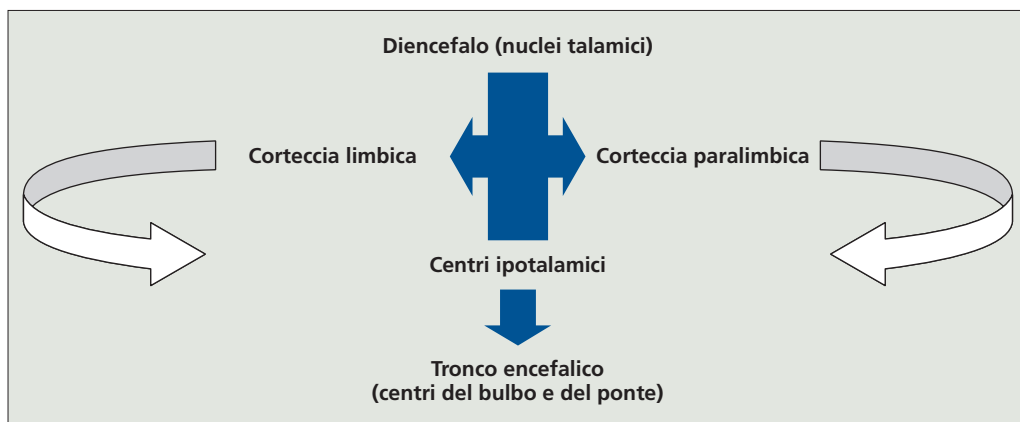 Diencefalo (nuclei talamici)
Corteccia limbica
Corteccia paralimbica
Centri ipotalamici
Tronco encefalico
(centri del bulbo e del ponte)